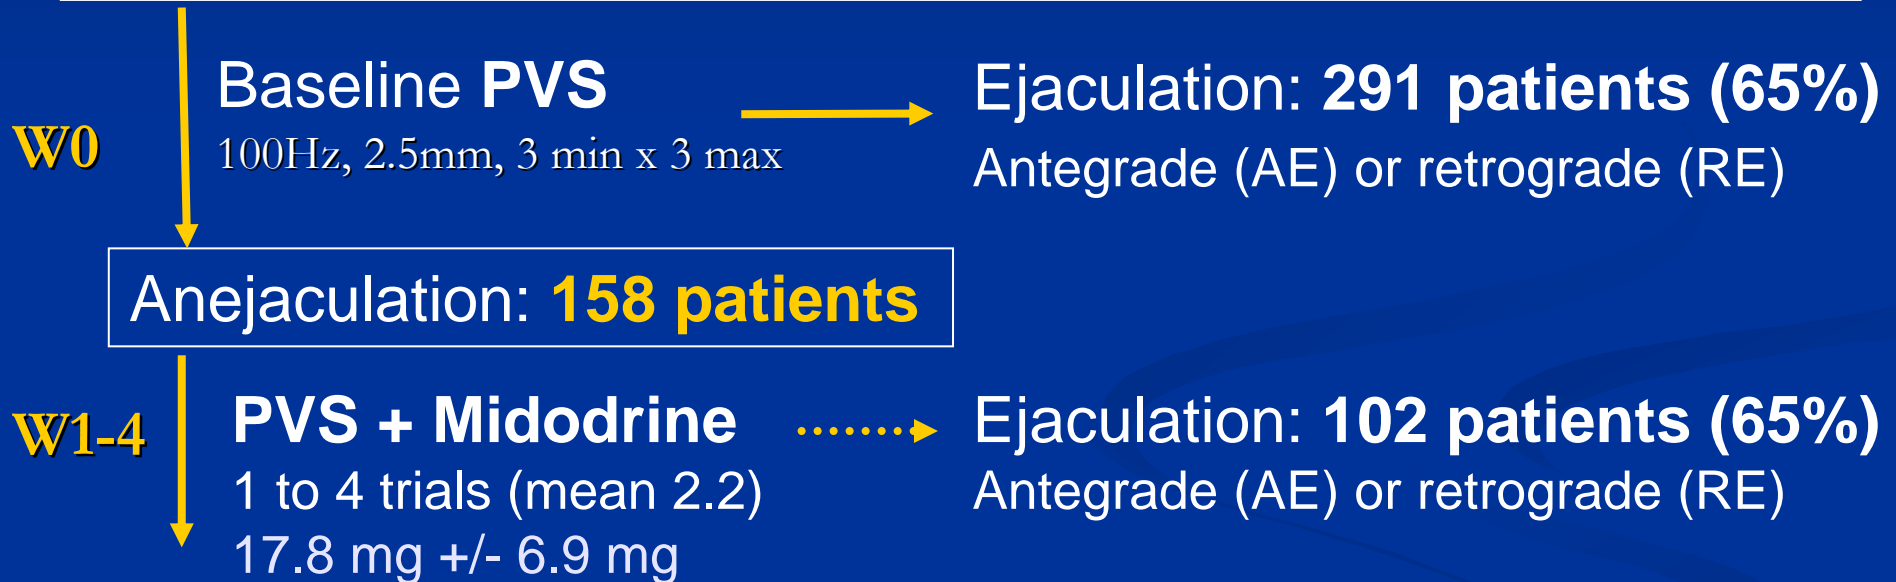 W0
Baseline PVS
100Hz, 2.5mm, 3 min x 3 max
Ejaculation: 291 patients (65%)
Antegrade (AE) or retrograde (RE)
Anejaculation: 158 patients
W1-4
PVS + Midodrine
1 to 4 trials (mean 2.2)
17.8 mg +/- 6.9 mg
Ejaculation: 102 patients (65%)
Antegrade (AE) or retrograde (RE)